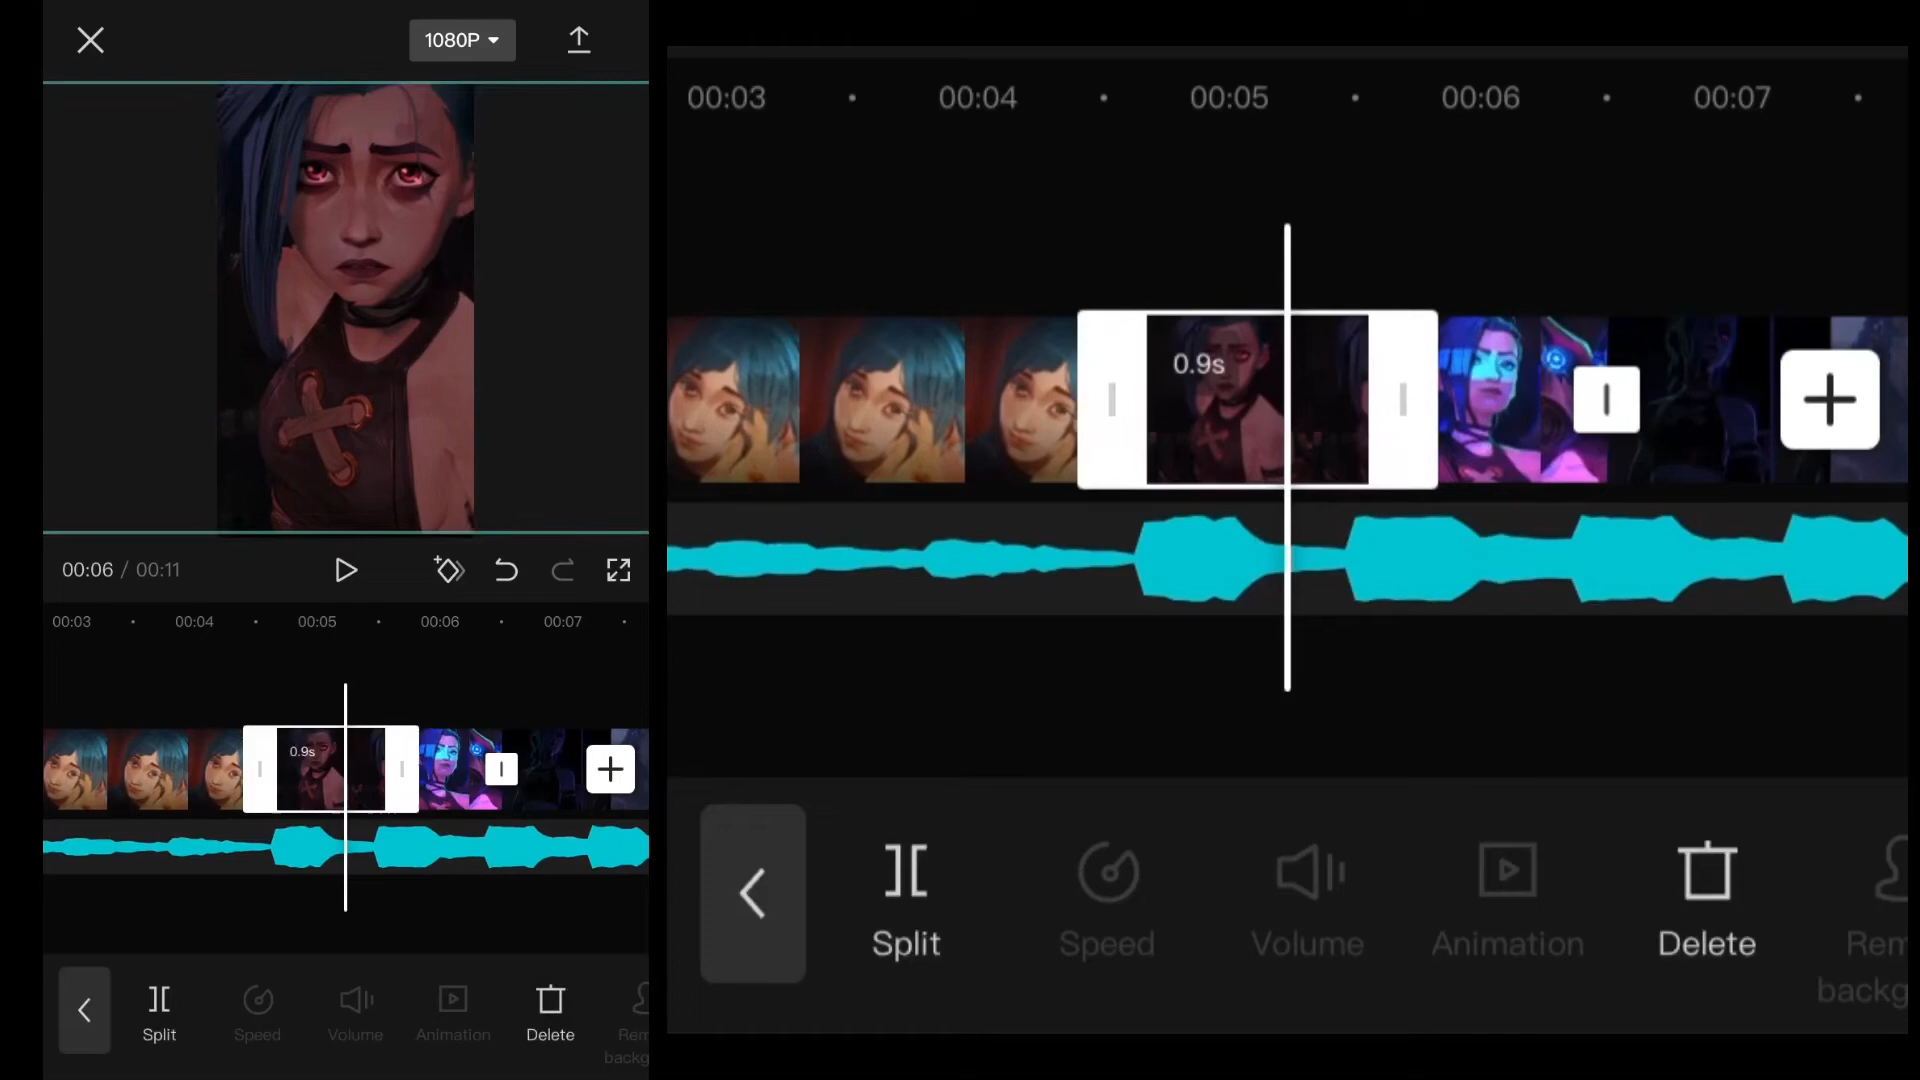 1080P
00:06 / 00:11
00:03 00:04 00:05 00:06 00:07
0.9s
Split Speed Volume Animation Delete Rem
backg
00:03 00:04 00:05 00:06 00:07
0.9s
Split Speed Volume Animation Delete Rem
backg